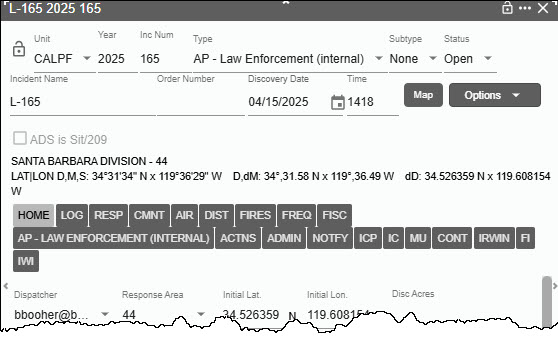 L-165 2025 165
Unit Year Inc Num Type Subtype Status
CALPF 2025 165 AP - Law Enforcement (internal) None Open
Incident Name Order Number Discovery Date Time
L-165 04/15/2025 1418 Map Options
ADS is Sit/209
SANTA BARBARA DIVISION - 44
LAT|LON D,M,S: 34°31'34" N x 119°36'29" W D,dM: 34°,31.58 N x 119°,36.49 W dD: 34.526359 N x 119.608154
W
HOME LOG RESP CMNT AIR DIST FIRES FREQ FISC
AP - LAW ENFORCEMENT (INTERNAL) ACTNS ADMIN NOTFY ICP IC MU CONT IRWIN FI
IWI
Dispatcher Response Area Initial Lat. Initial Lon. Disc Acres
bbooher@b... 44 34.526359 N 119.608154